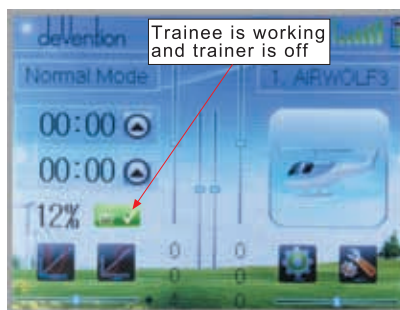 Trainee is working
and trainer is off
devention
Normal Mode
1. AIRWOLF3
00:00
00:00
12%
0 0
0 0